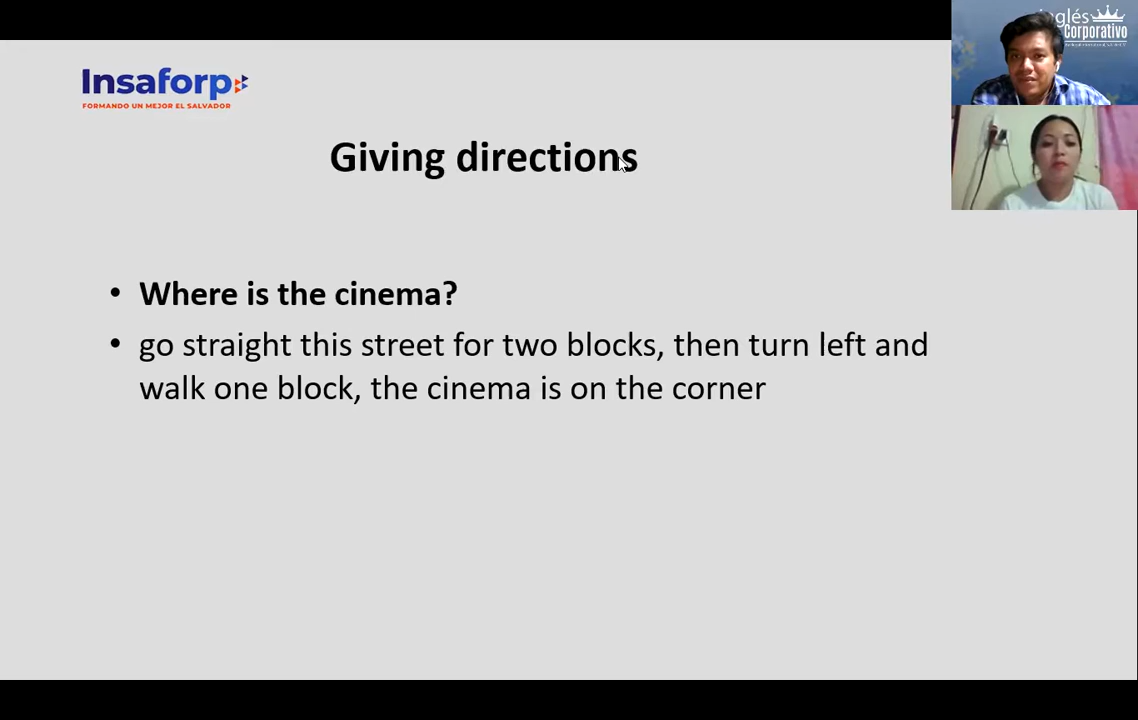 Inglés
Corporativo
Insaforp
FORMANDO UN MEJOR EL SALVADOR
Giving directions
• Where is the cinema?
• go straight this street for two blocks, then turn left and
walk one block, the cinema is on the corner